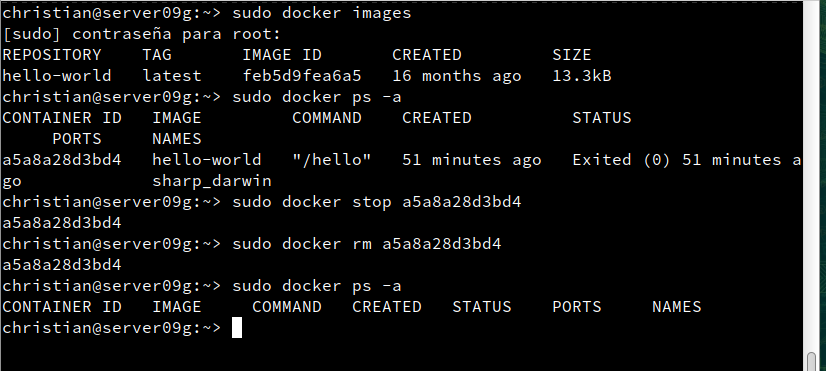 christian@server09g:~> sudo docker images
[sudo] contraseña para root:
REPOSITORY    TAG       IMAGE ID       CREATED         SIZE
hello-world   latest    feb5d9fea6a5   16 months ago   13.3kB
christian@server09g:~> sudo docker ps -a
CONTAINER ID   IMAGE         COMMAND    CREATED          STATUS
     PORTS     NAMES
a5a8a28d3bd4   hello-world   "/hello"   51 minutes ago   Exited (0) 51 minutes a
go             sharp_darwin
christian@server09g:~> sudo docker stop a5a8a28d3bd4
a5a8a28d3bd4
christian@server09g:~> sudo docker rm a5a8a28d3bd4
a5a8a28d3bd4
christian@server09g:~> sudo docker ps -a
CONTAINER ID   IMAGE     COMMAND   CREATED   STATUS    PORTS     NAMES
christian@server09g:~>